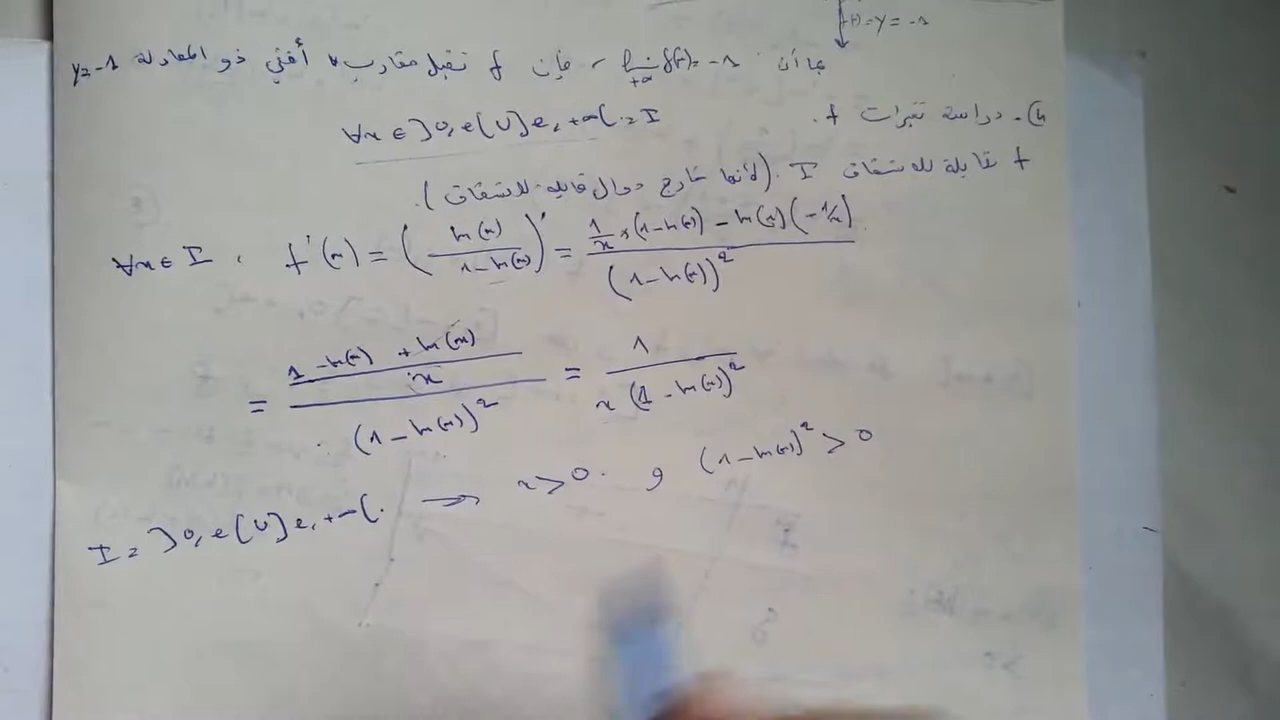 y = -1
بما أن lim f(x) = -1 ، فإن f تقبل مقارب أفقي ذو المعادلة y = -1
+∞
دراسة تغيرات f.
∀x ∈ ]0, e[ U ]e, +∞[ = I
f قابلة للاشتقاق I. (لأنها خارج دوال قابلة للاشتقاق).
∀x ∈ I , f'(x) = (ln(x) / 1-ln(x))' = (1/x × (1-ln(x)) - ln(x)(-1/x)) / (1-ln(x))²
= ((1 - ln(x) + ln(x)) / x) / (1-ln(x))² = 1 / x(1-ln(x))²
I = ]0, e[ U ]e, +∞[. → x > 0. و (1-ln(x))² > 0